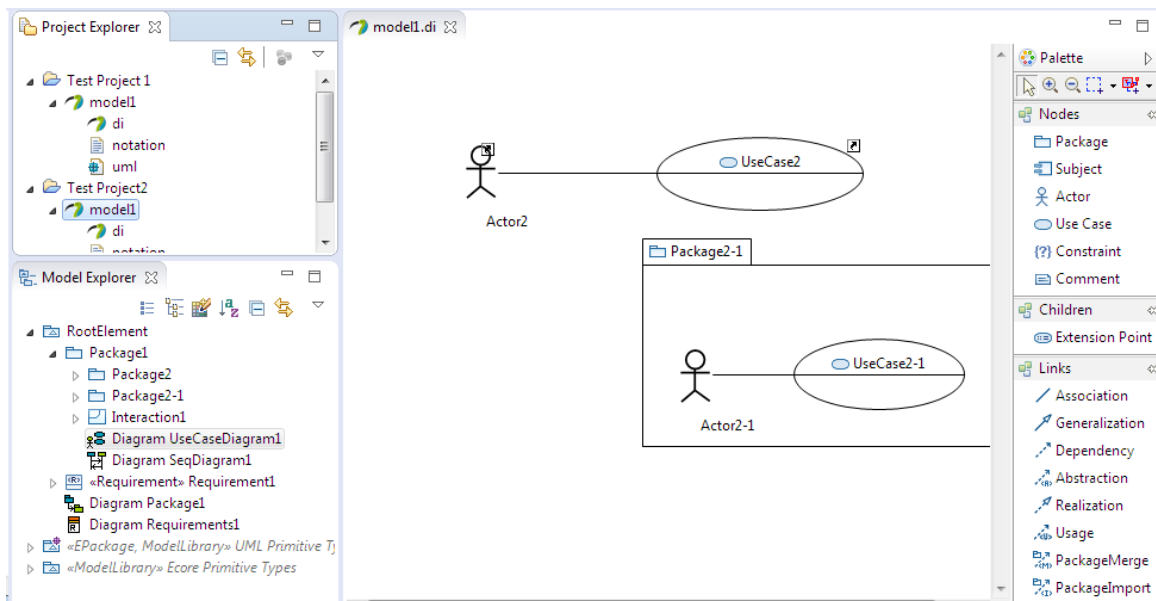 Project Explorer
Test Project 1
model1
di
notation
uml
Test Project2
model1
di
notation
Model Explorer
RootElement
Package1
Package2
Package2-1
Interaction1
Diagram UseCaseDiagram1
Diagram SeqDiagram1
«Requirement» Requirement1
Diagram Package1
Diagram Requirements1
«EPackage, ModelLibrary» UML Primitive Ty
«ModelLibrary» Ecore Primitive Types
model1.di
UseCase2
Actor2
Package2-1
UseCase2-1
Actor2-1
Palette
Nodes
Package
Subject
Actor
Use Case
{?} Constraint
Comment
Children
Extension Point
Links
Association
Generalization
Dependency
Abstraction
Realization
Usage
PackageMerge
PackageImport